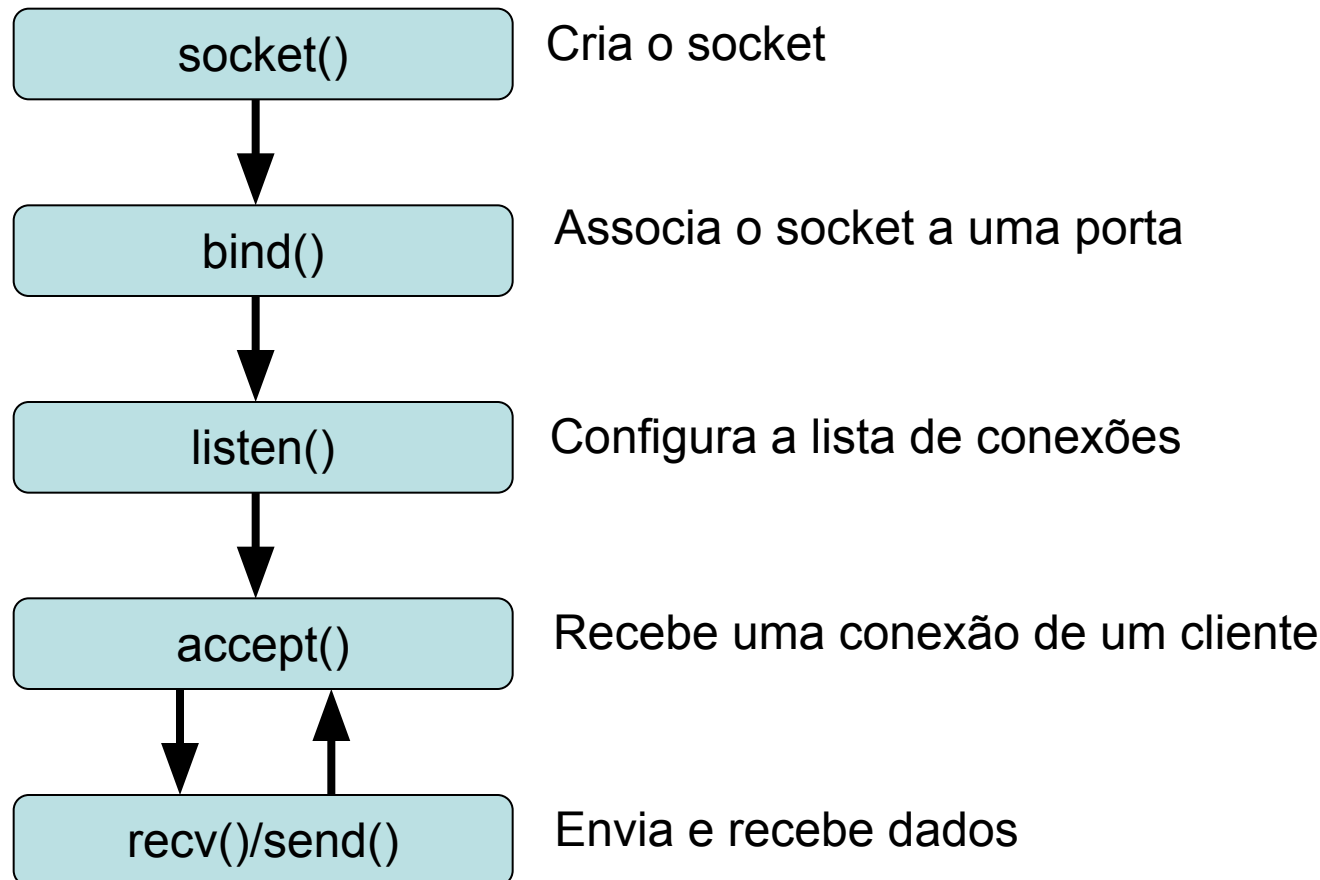 socket() Cria o socket
bind() Associa o socket a uma porta
listen() Configura a lista de conexões
accept() Recebe uma conexão de um cliente
recv()/send() Envia e recebe dados